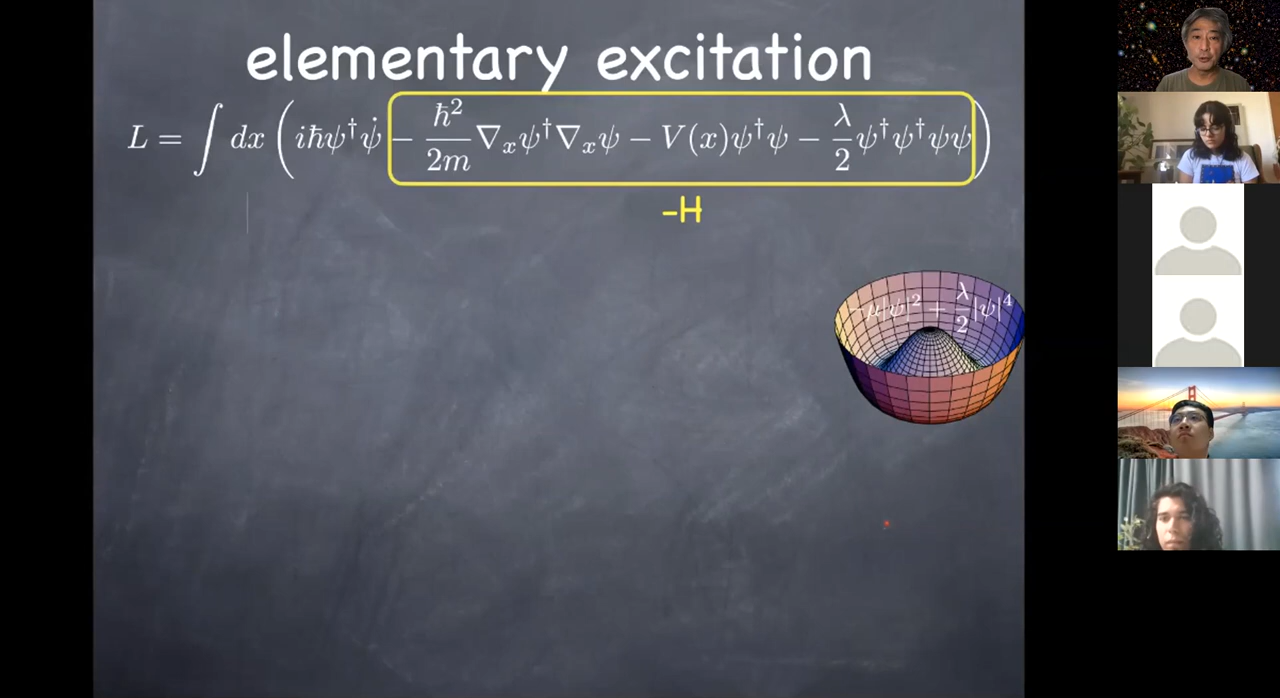 elementary excitation
L = ∫ dx ( iħψ†ψ̇ − ħ²/2m ∇ₓψ†∇ₓψ − V(x)ψ†ψ − λ/2 ψ†ψ†ψψ )
-H
−μ|ψ|² + λ/2 |ψ|⁴